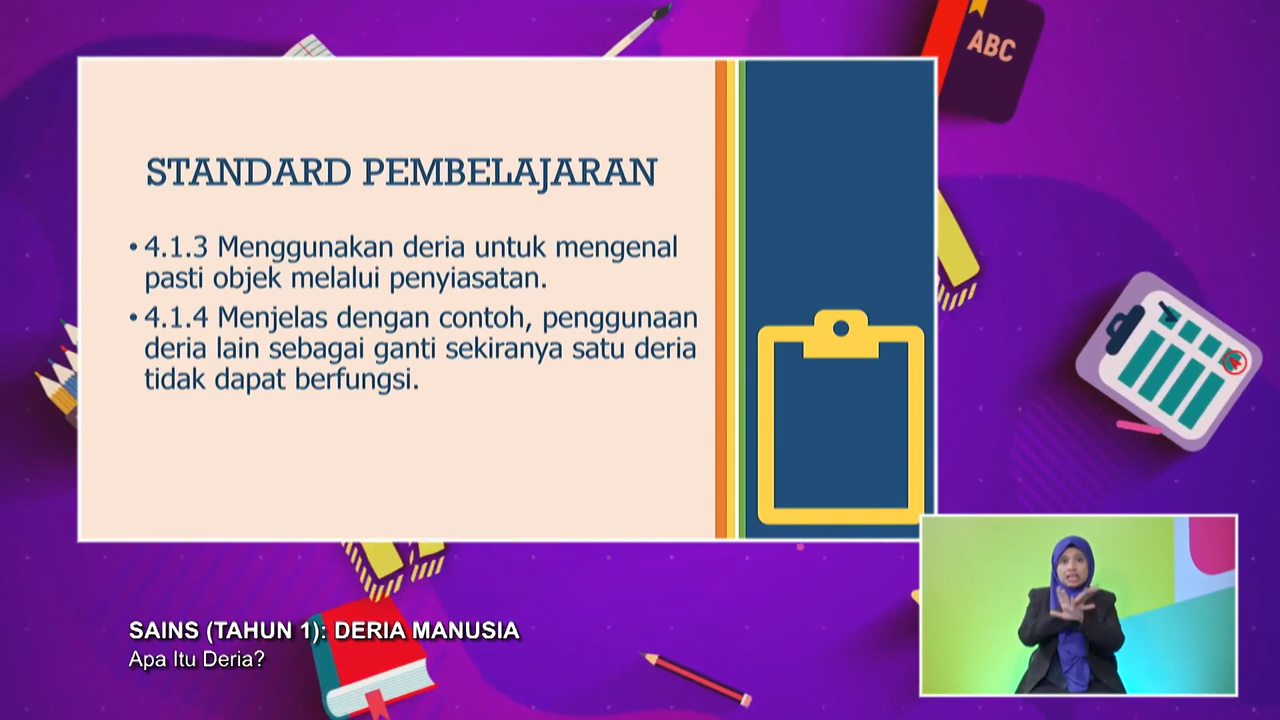 ABC
STANDARD PEMBELAJARAN
• 4.1.3 Menggunakan deria untuk mengenal
pasti objek melalui penyiasatan.
• 4.1.4 Menjelas dengan contoh, penggunaan
deria lain sebagai ganti sekiranya satu deria
tidak dapat berfungsi.
SAINS (TAHUN 1): DERIA MANUSIA
Apa Itu Deria?